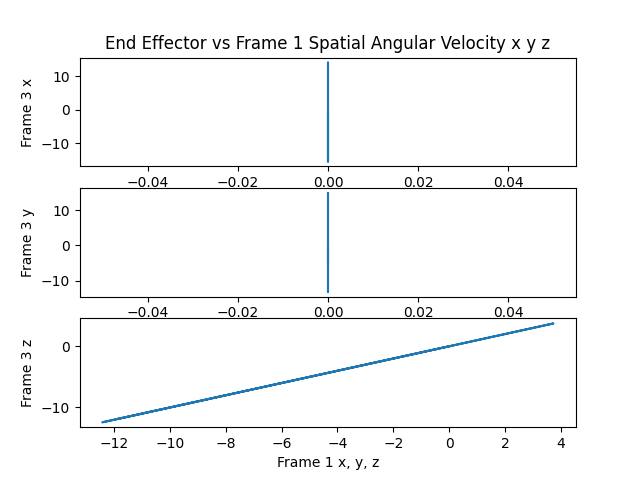 End Effector vs Frame 1 Spatial Angular Velocity x y z
Frame 3 x
10
0
−10
−0.04 −0.02 0.00 0.02 0.04
Frame 3 y
10
0
−10
−0.04 −0.02 0.00 0.02 0.04
Frame 3 z
0
−10
−12 −10 −8 −6 −4 −2 0 2 4
Frame 1 x, y, z